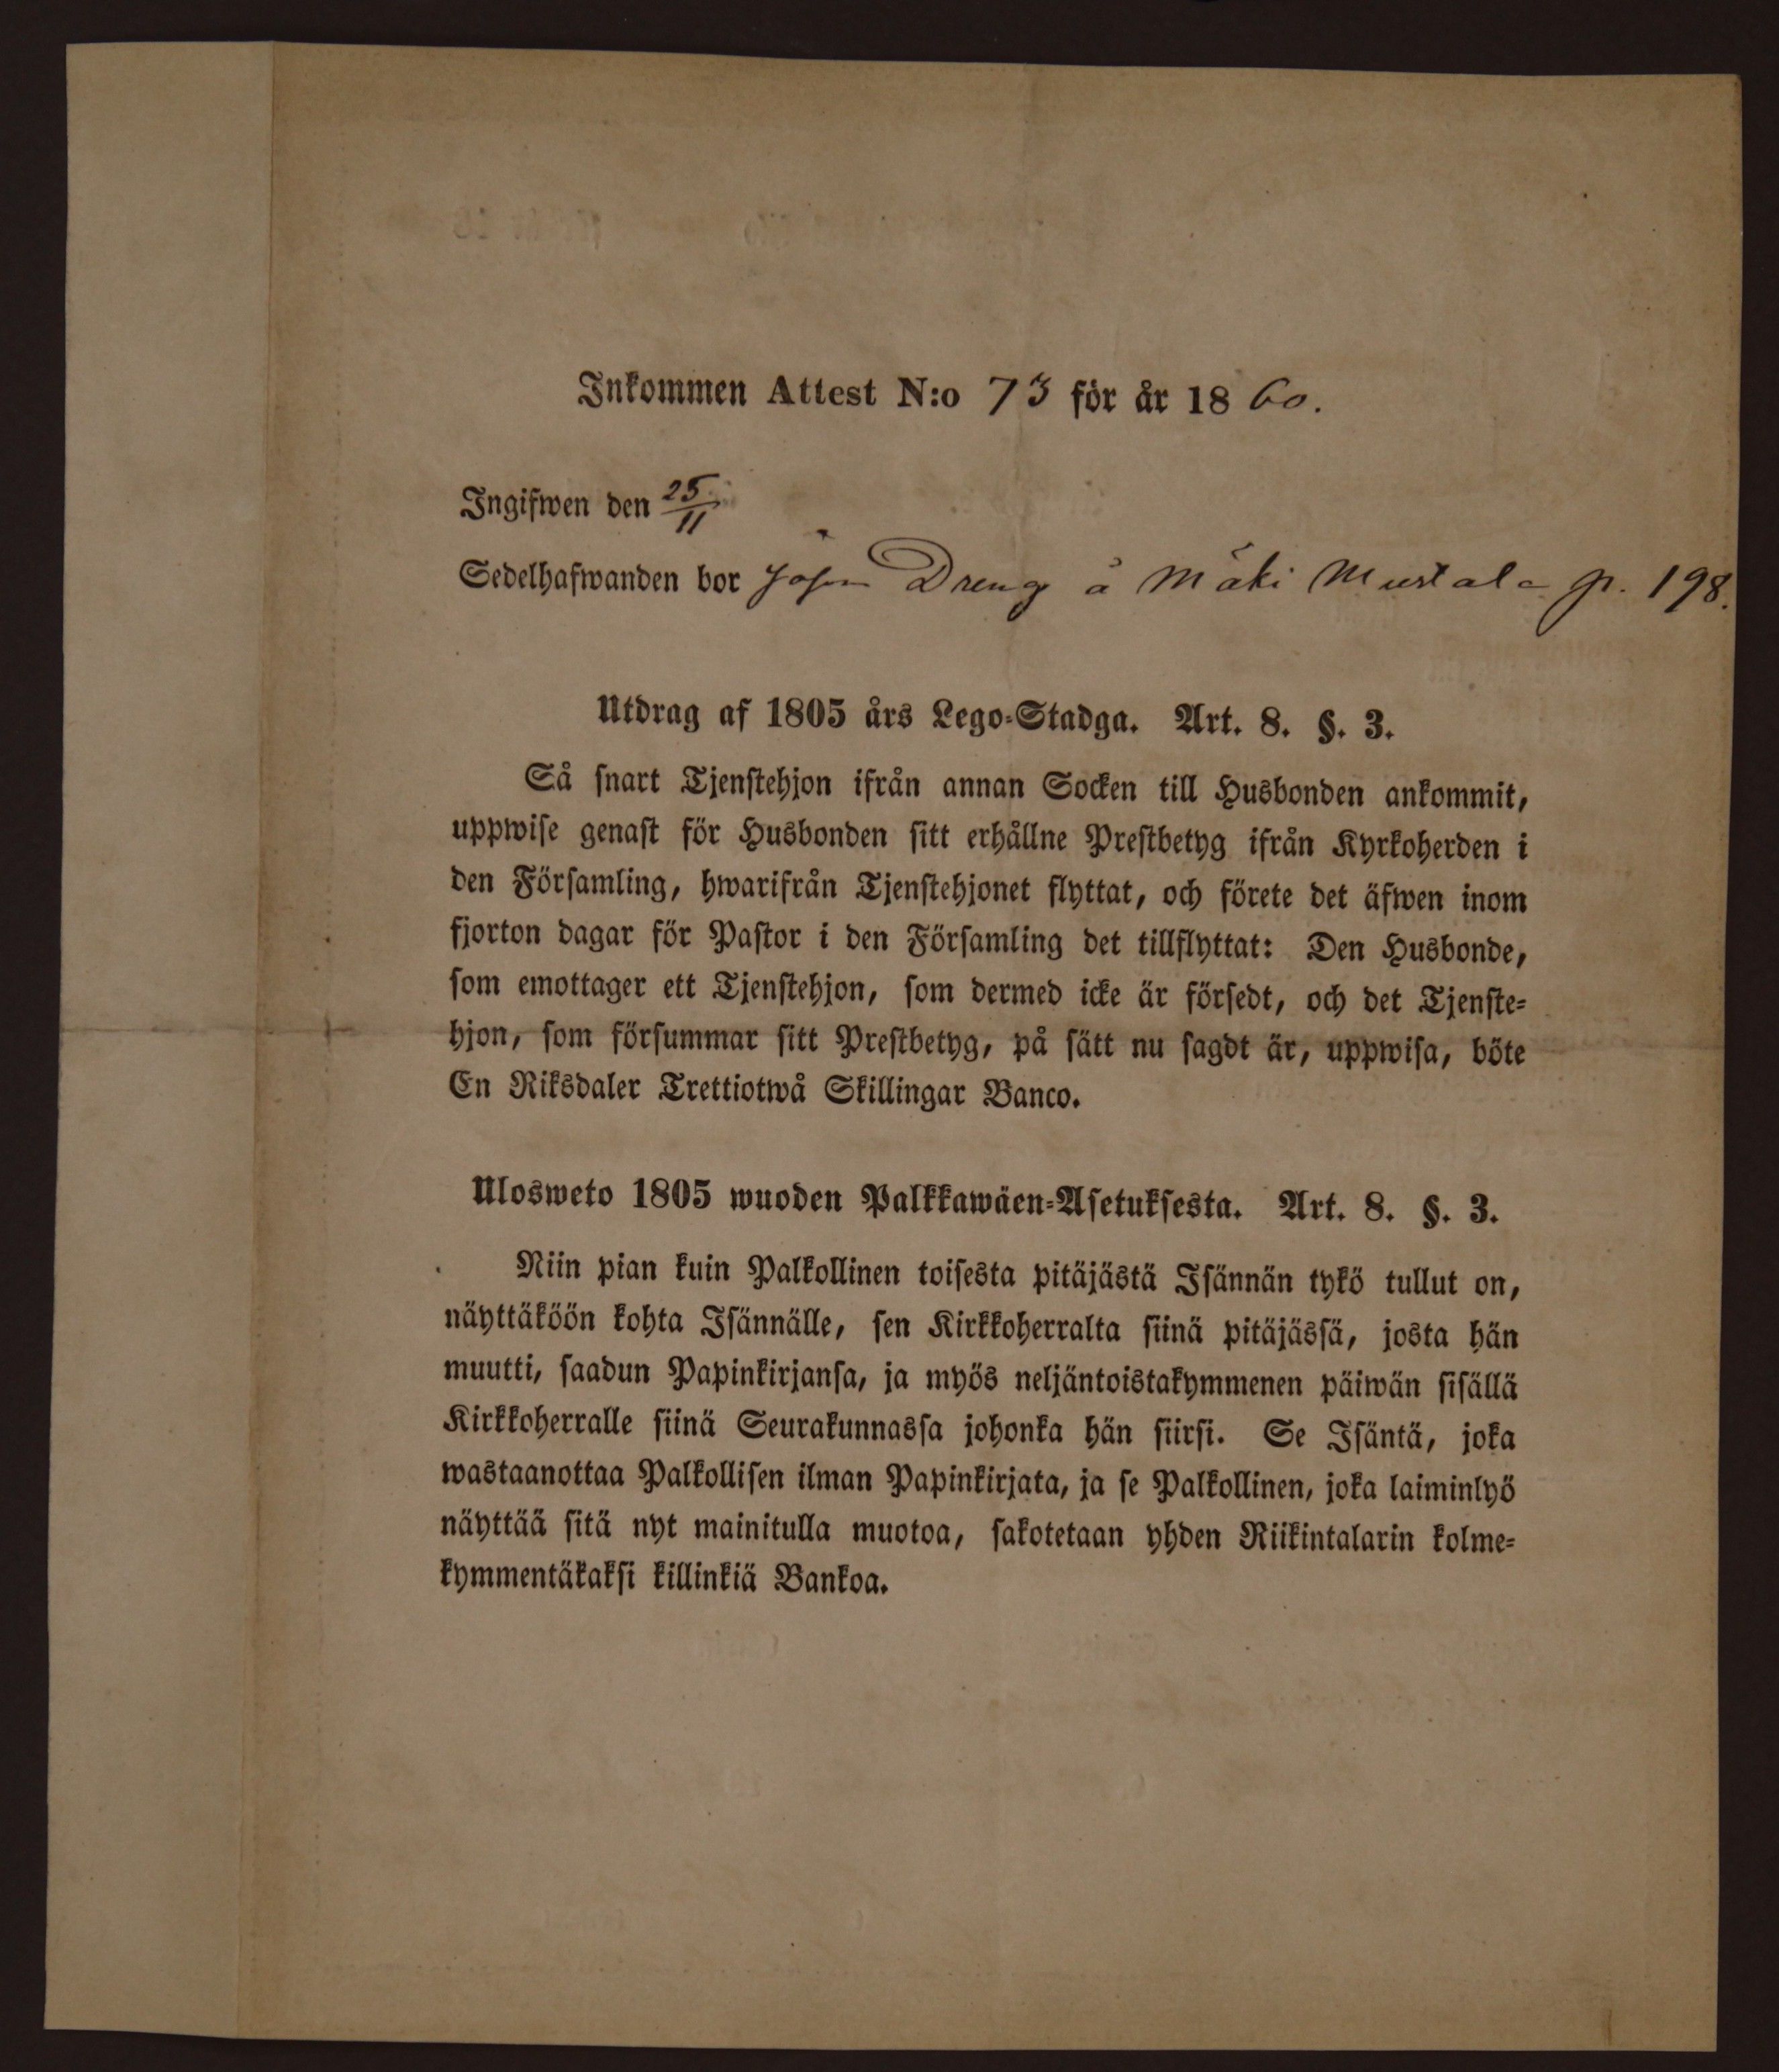 Inkommen Attest N:o 73 för år 1860.
Ingifwen den 25/11
Sedelhafwanden bor såsom Dreng å Mäki Mustala p. 198.
Utdrag af 1805 års Lego-Stadga. Art. 8. §. 3.
Så snart Tjenstehjon ifrån annan Socken till Husbonden ankommit,
uppwise genast för Husbonden sitt erhållne Prestbetyg ifrån Kyrkoherden i
den Församling, hwarifrån Tjenstehjonet flyttat, och förete det äfwen inom
fjorton dagar för Pastor i den Församling det tillflyttat: Den Husbonde,
som emottager ett Tjenstehjon, som dermed icke är försedt, och det Tjenste-
hjon, som försummar sitt Prestbetyg, på sätt nu sagdt är, uppwisa, böte
En Riksdaler Trettiotwå Skillingar Banco.
Ulosweto 1805 wuoden Palkkawäen-Asetuksesta. Art. 8. §. 3.
Niin pian kuin Palkollinen toisesta pitäjästä Isännän tykö tullut on,
näyttäköön kohta Isännälle, sen Kirkkoherralta siinä pitäjässä, josta hän
muutti, saadun Papinkirjansa, ja myös neljäntoistakymmenen päiwän sisällä
Kirkkoherralle siinä Seurakunnassa johonka hän siirsi. Se Isäntä, joka
wastaanottaa Palkollisen ilman Papinkirjata, ja se Palkollinen, joka laiminlyö
näyttää sitä nyt mainitulla muotoa, sakotetaan yhden Riikintalarin kolme-
kymmentäkaksi killinkiä Bankoa.